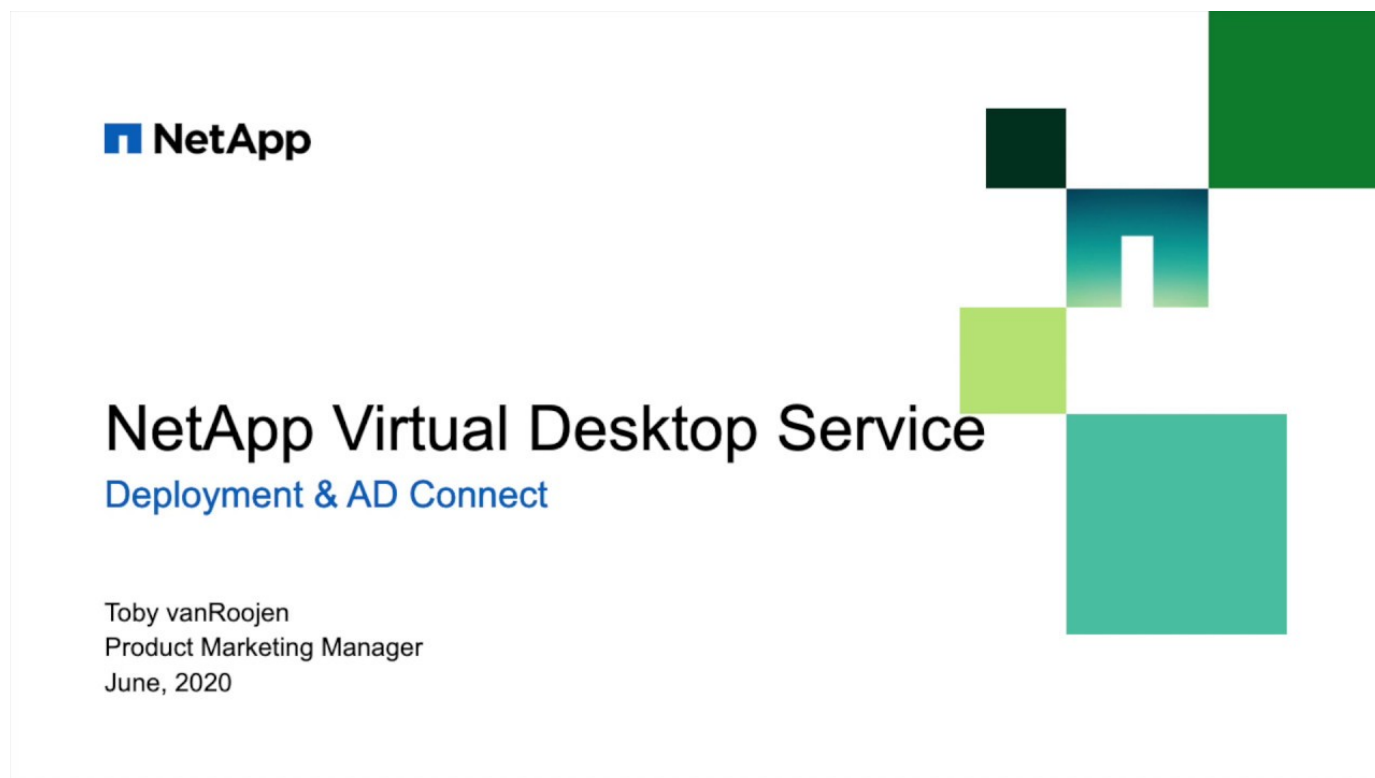 NetApp
NetApp Virtual Desktop Service
Deployment & AD Connect
Toby vanRoojen
Product Marketing Manager
June, 2020